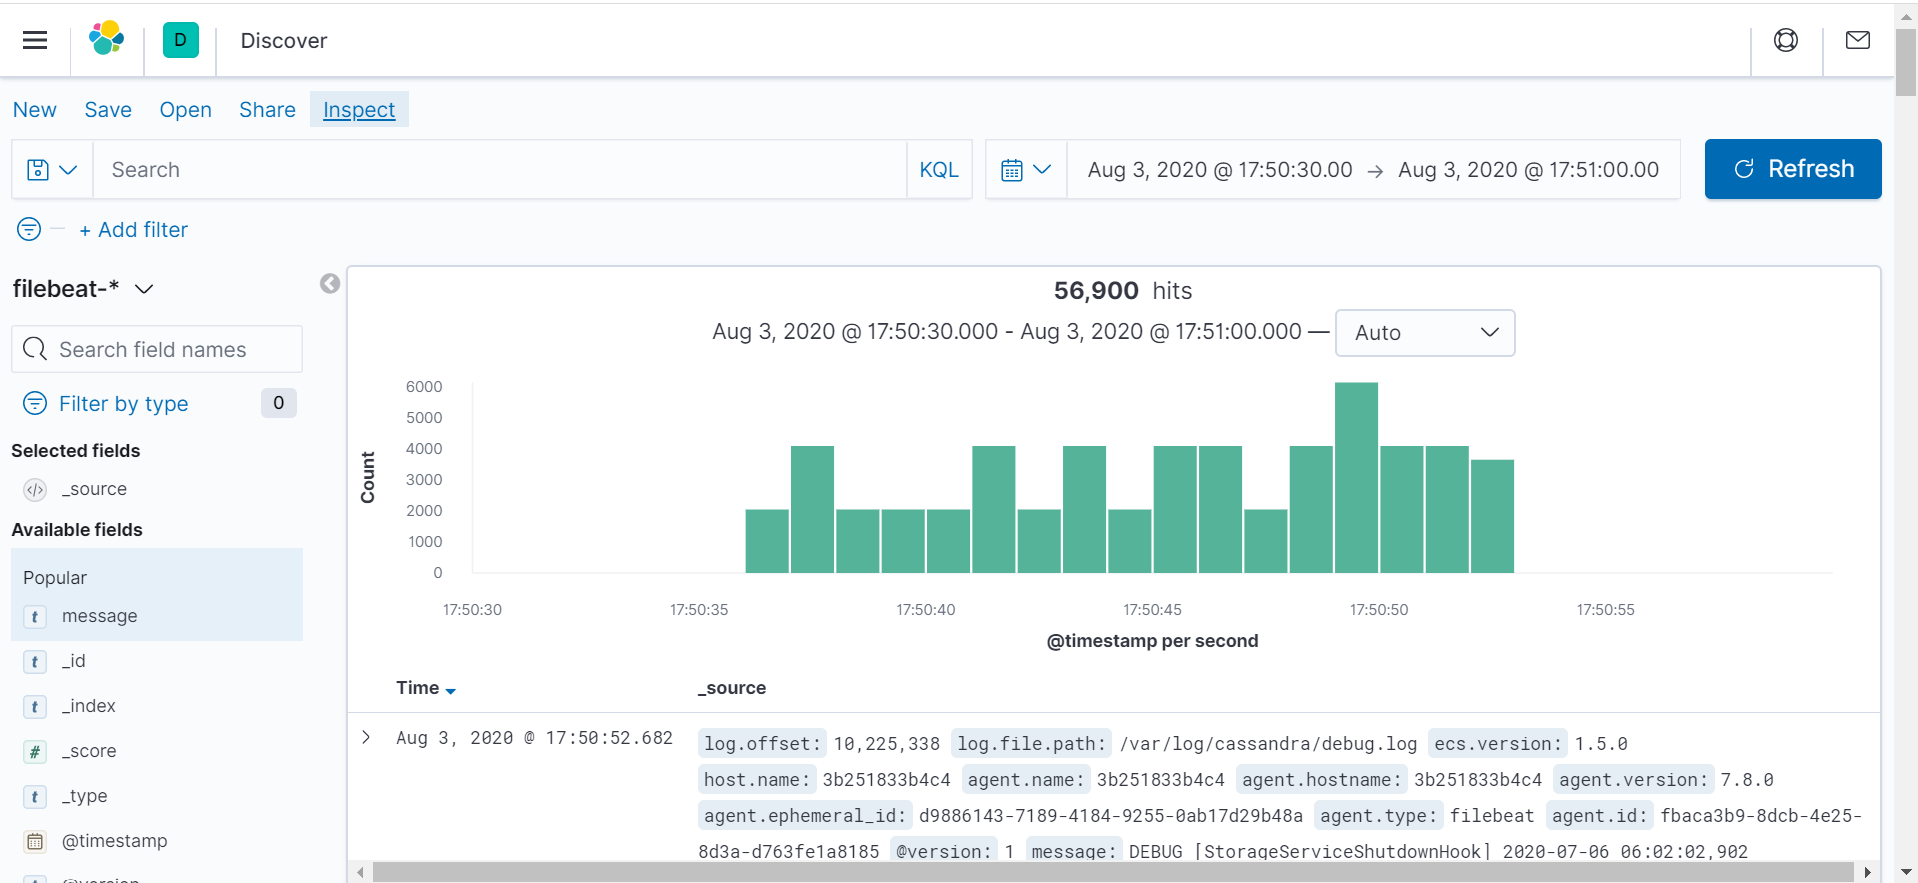 D
Discover
New Save Open Share Inspect
Search KQL Aug 3, 2020 @ 17:50:30.00 → Aug 3, 2020 @ 17:51:00.00 Refresh
+ Add filter
filebeat-*
Search field names
Filter by type 0
Selected fields
_source
Available fields
Popular
t message
t _id
t _index
# _score
t _type
@timestamp
56,900 hits
Aug 3, 2020 @ 17:50:30.000 - Aug 3, 2020 @ 17:51:00.000 — Auto
Count
6000
5000
4000
3000
2000
1000
0
17:50:30 17:50:35 17:50:40 17:50:45 17:50:50 17:50:55
@timestamp per second
Time _source
Aug 3, 2020 @ 17:50:52.682
log.offset: 10,225,338 log.file.path: /var/log/cassandra/debug.log ecs.version: 1.5.0
host.name: 3b251833b4c4 agent.name: 3b251833b4c4 agent.hostname: 3b251833b4c4 agent.version: 7.8.0
agent.ephemeral_id: d9886143-7189-4184-9255-0ab17d29b48a agent.type: filebeat agent.id: fbaca3b9-8dcb-4e25-
8d3a-d763fe1a8185 @version: 1 message: DEBUG [StorageServiceShutdownHook] 2020-07-06 06:02:02,902